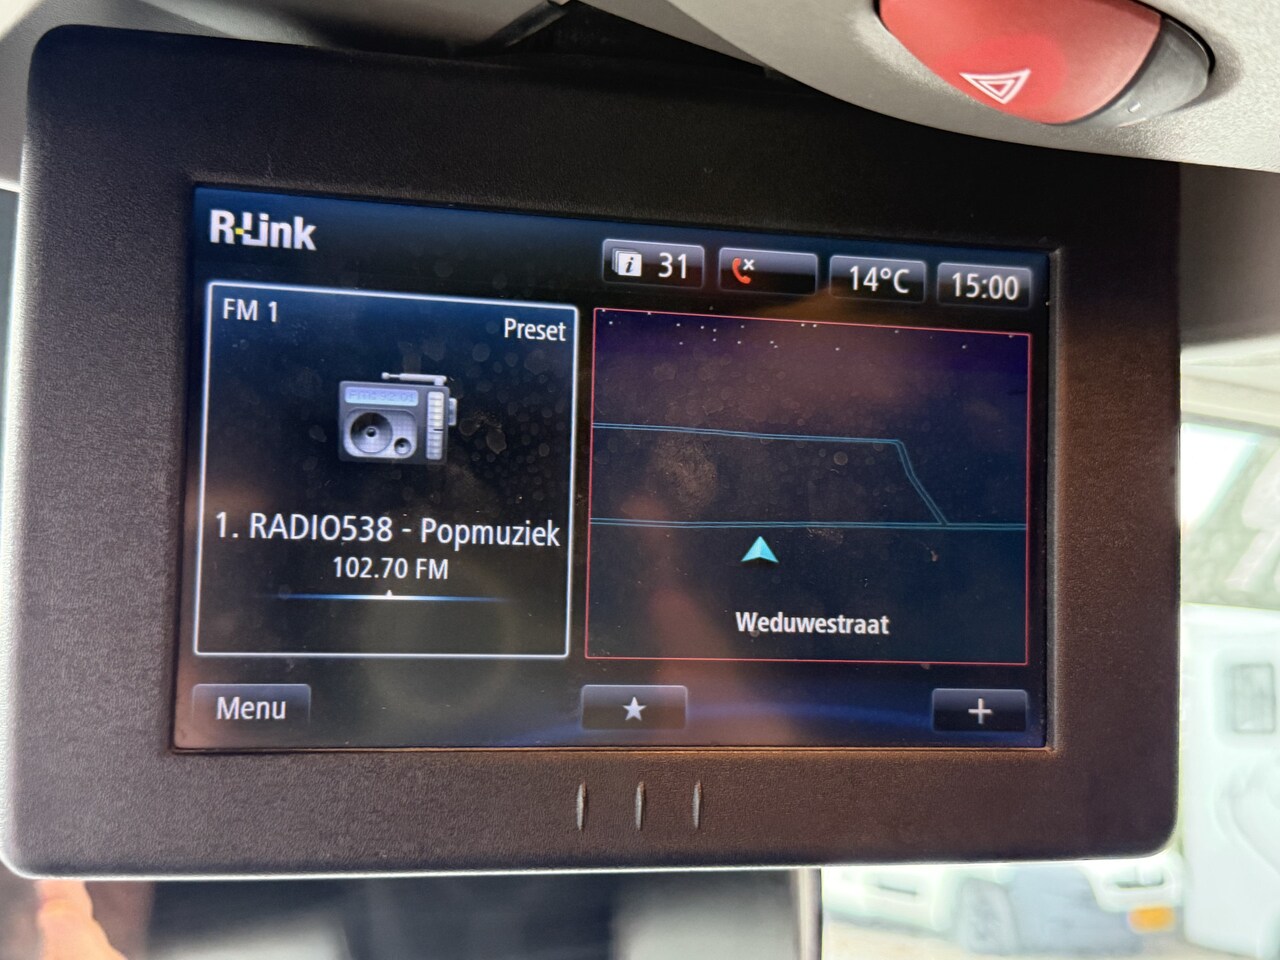 R-Link
31
14°C
15:00
FM 1
Preset
1. RADIO538 - Popmuziek
102.70 FM
Weduwestraat
Menu